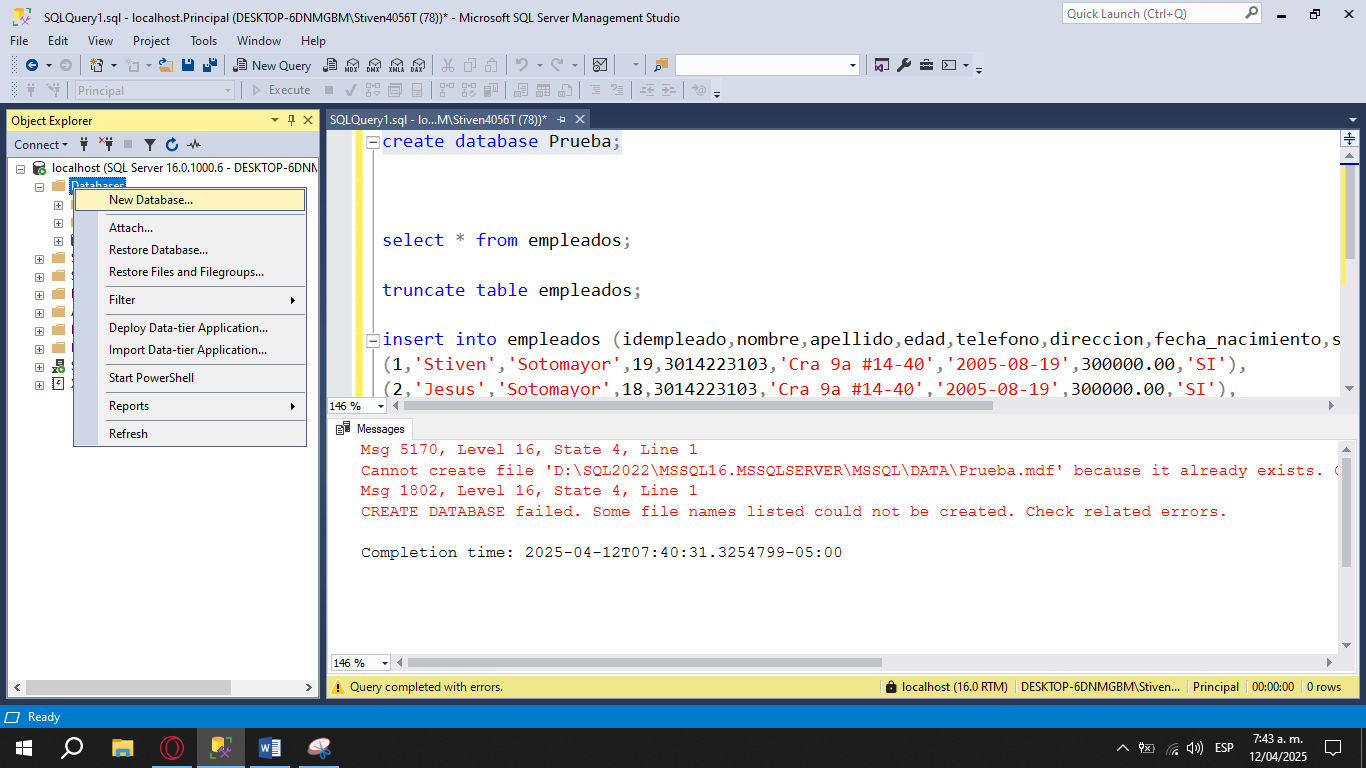 SQLQuery1.sql - localhost.Principal (DESKTOP-6DNMGBM\Stiven4056T (78))* - Microsoft SQL Server Management Studio
Quick Launch (Ctrl+Q)
File Edit View Project Tools Window Help
New Query MDX DMX XMLA DAX
Principal Execute
Object Explorer
SQLQuery1.sql - lo...M\Stiven4056T (78))*
Connect
localhost (SQL Server 16.0.1000.6 - DESKTOP-6DNM
Databases
New Database...
Attach...
Restore Database...
Restore Files and Filegroups...
Filter
Deploy Data-tier Application...
Import Data-tier Application...
Start PowerShell
Reports
Refresh
create database Prueba;
select * from empleados;
truncate table empleados;
insert into empleados (idempleado,nombre,apellido,edad,telefono,direccion,fecha_nacimiento,s
(1,'Stiven','Sotomayor',19,3014223103,'Cra 9a #14-40','2005-08-19',300000.00,'SI'),
(2,'Jesus','Sotomayor',18,3014223103,'Cra 9a #14-40','2005-08-19',300000.00,'SI'),
146 %
Messages
Msg 5170, Level 16, State 4, Line 1
Cannot create file 'D:\SQL2022\MSSQL16.MSSQLSERVER\MSSQL\DATA\Prueba.mdf' because it already exists.
Msg 1802, Level 16, State 4, Line 1
CREATE DATABASE failed. Some file names listed could not be created. Check related errors.
Completion time: 2025-04-12T07:40:31.3254799-05:00
146 %
Query completed with errors.
localhost (16.0 RTM) DESKTOP-6DNMGBM\Stiven... Principal 00:00:00 0 rows
Ready
ESP
7:43 a. m.
12/04/2025